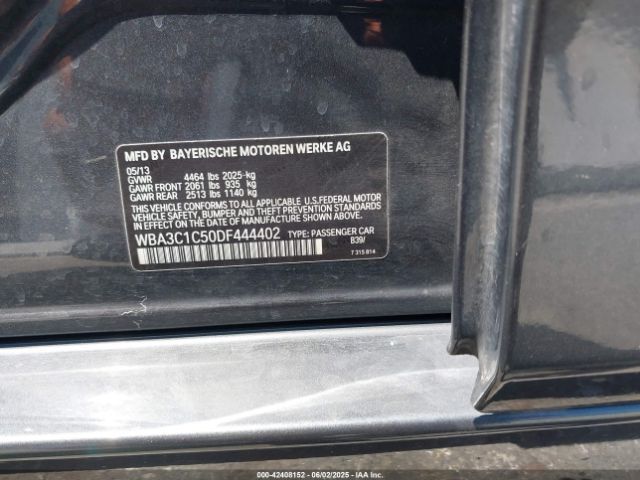 MFD BY BAYERISCHE MOTOREN WERKE AG
05/13
GVWR 4464 lbs 2025-kg
GAWR FRONT 2061 lbs 935 kg
GAWR REAR 2513 lbs 1140 kg
THIS VEHICLE CONFORMS TO ALL APPLICABLE U.S.FEDERAL MOTOR
VEHICLE SAFETY, BUMPER AND THEFT PREVENTION STANDARDS
IN EFFECT ON THE DATE OF MANUFACTURE SHOWN ABOVE.
WBA3C1C50DF444402 TYPE: PASSENGER CAR
B39/
7 315 814
000-42408152 06/02/2025 IAAI.COM